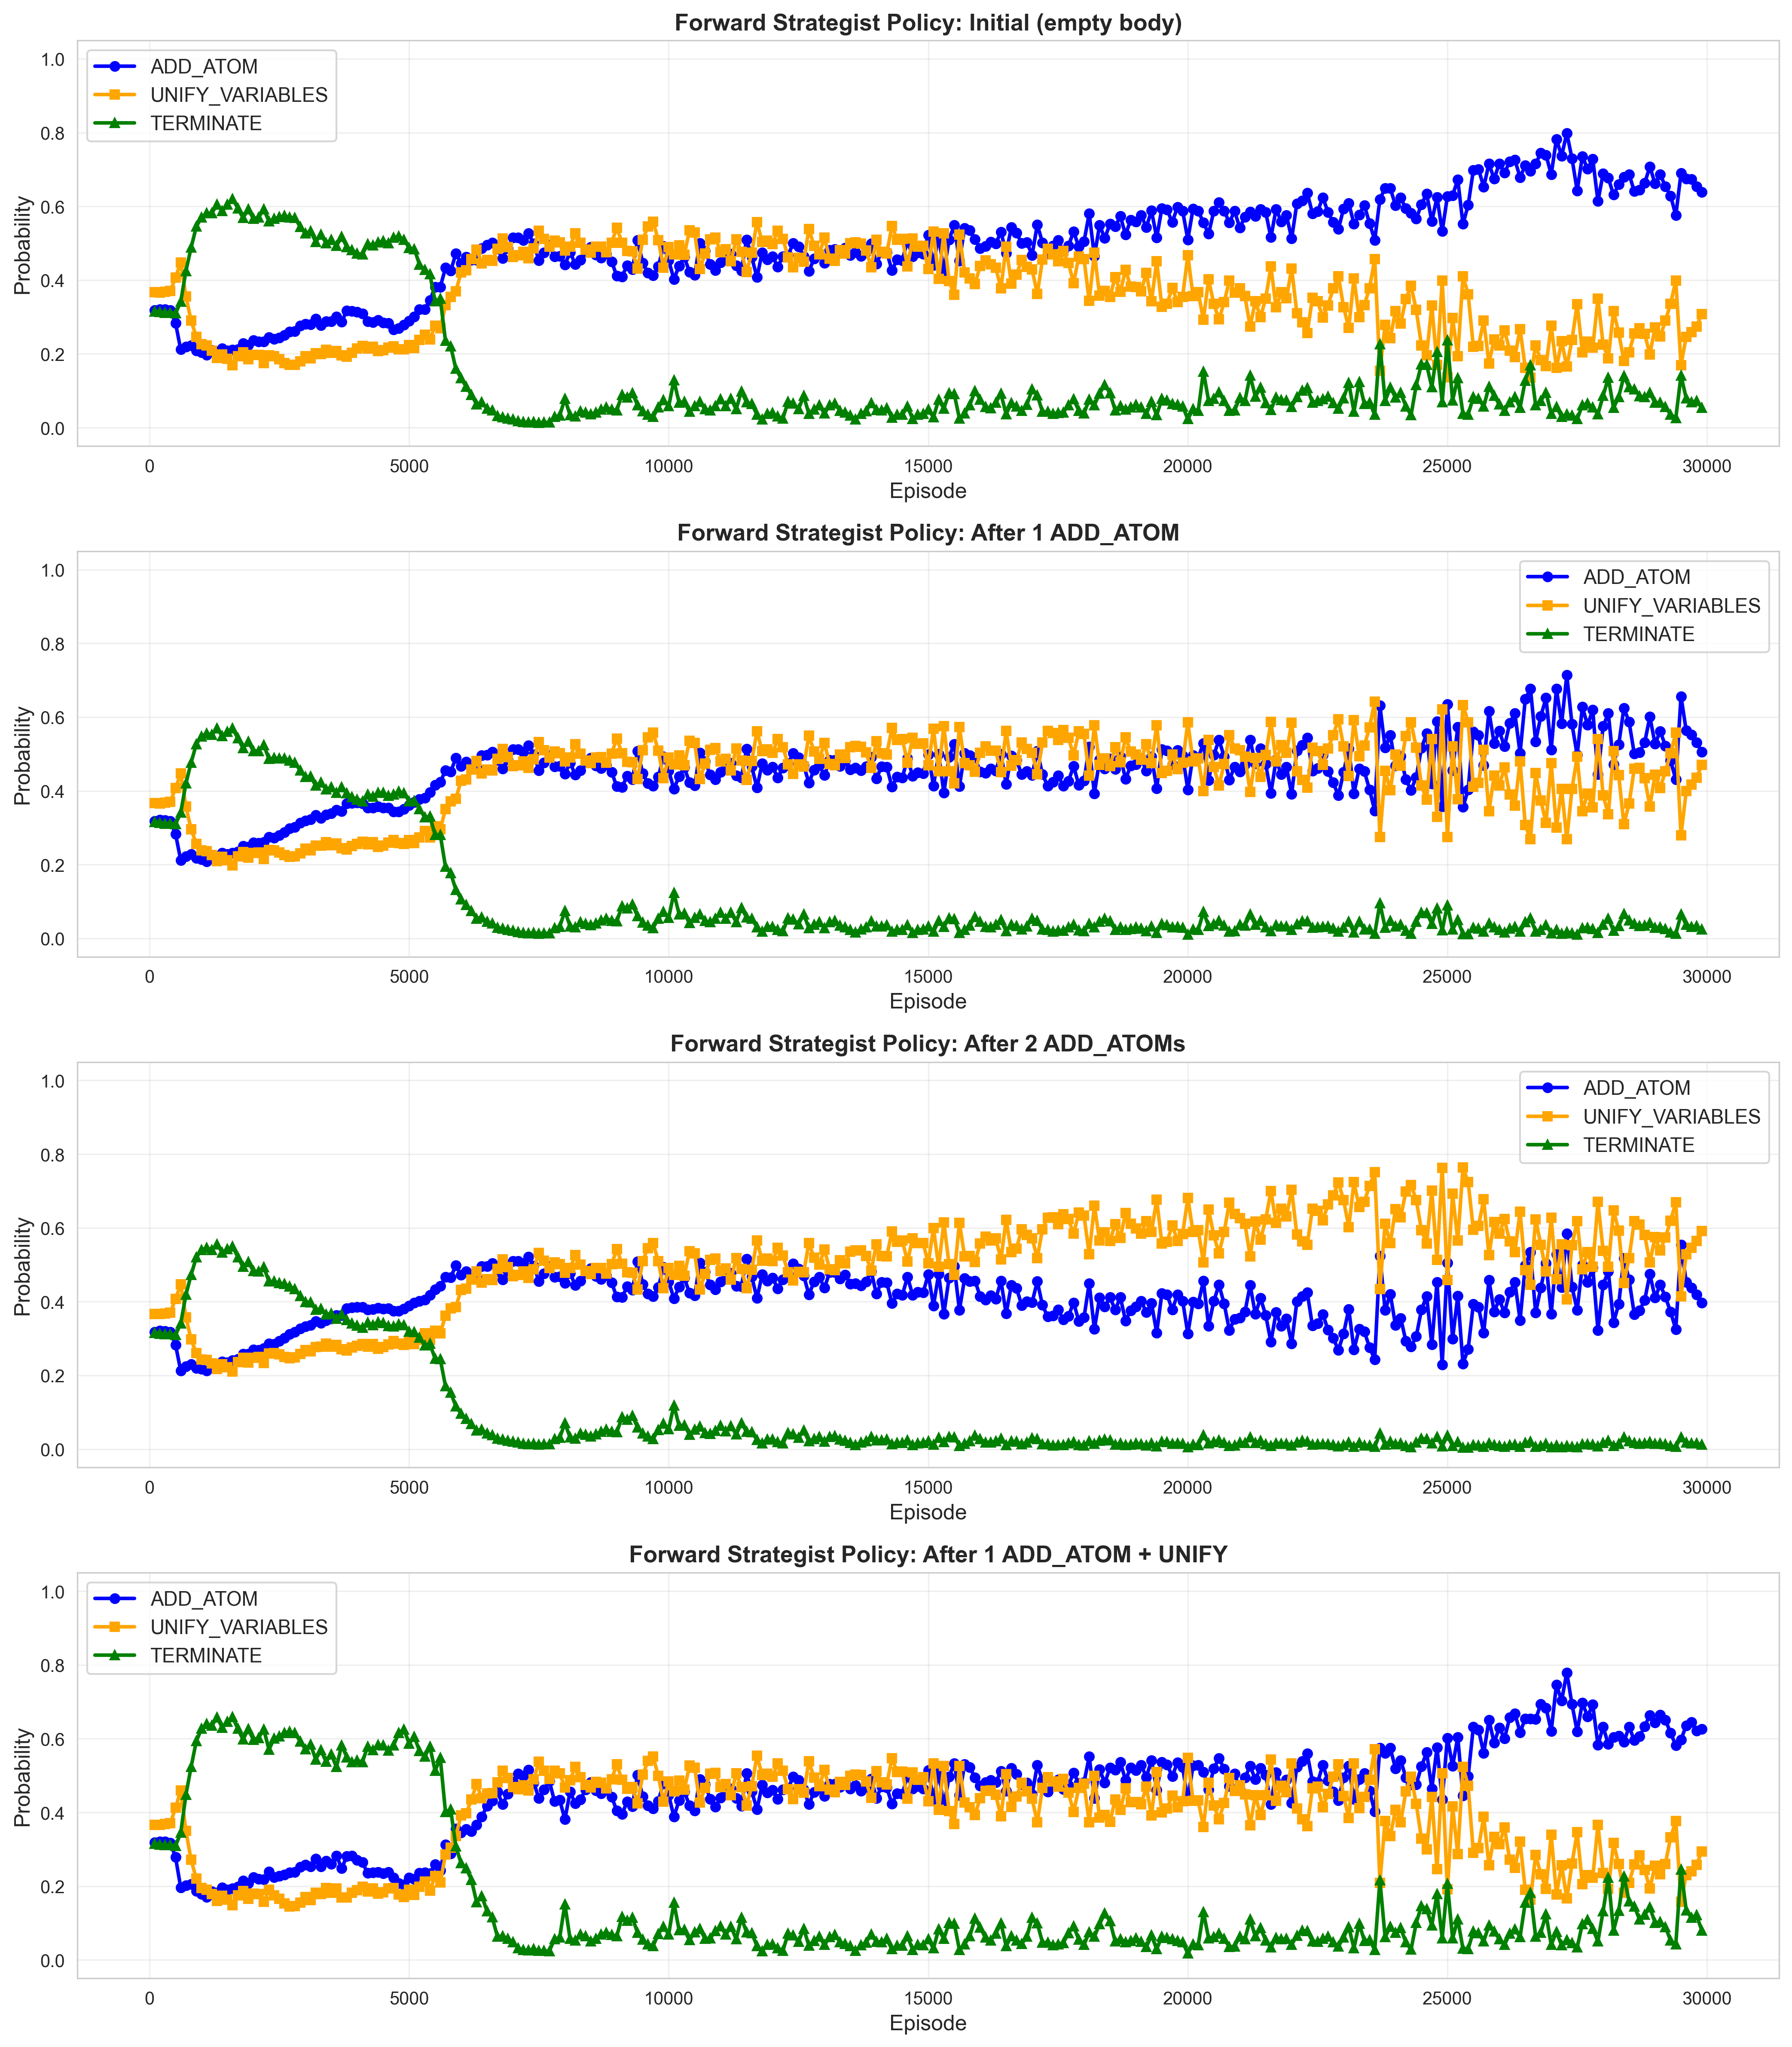 Forward Strategist Policy: Initial (empty body)
1.0
0.8
0.6
0.4
0.2
0.0
Probability
ADD_ATOM
UNIFY_VARIABLES
TERMINATE
0 5000 10000 15000 20000 25000 30000
Episode
Forward Strategist Policy: After 1 ADD_ATOM
1.0
0.8
0.6
0.4
0.2
0.0
Probability
ADD_ATOM
UNIFY_VARIABLES
TERMINATE
0 5000 10000 15000 20000 25000 30000
Episode
Forward Strategist Policy: After 2 ADD_ATOMs
1.0
0.8
0.6
0.4
0.2
0.0
Probability
ADD_ATOM
UNIFY_VARIABLES
TERMINATE
0 5000 10000 15000 20000 25000 30000
Episode
Forward Strategist Policy: After 1 ADD_ATOM + UNIFY
1.0
0.8
0.6
0.4
0.2
0.0
Probability
ADD_ATOM
UNIFY_VARIABLES
TERMINATE
0 5000 10000 15000 20000 25000 30000
Episode